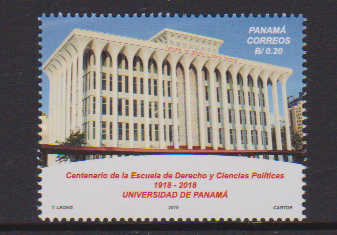 PANAMÁ
CORREOS
B/ 0.20
Centenario de la Escuela de Derecho y Ciencias Políticas
1918 - 2018
UNIVERSIDAD DE PANAMÁ
T. LEONG 2018 CARTOR